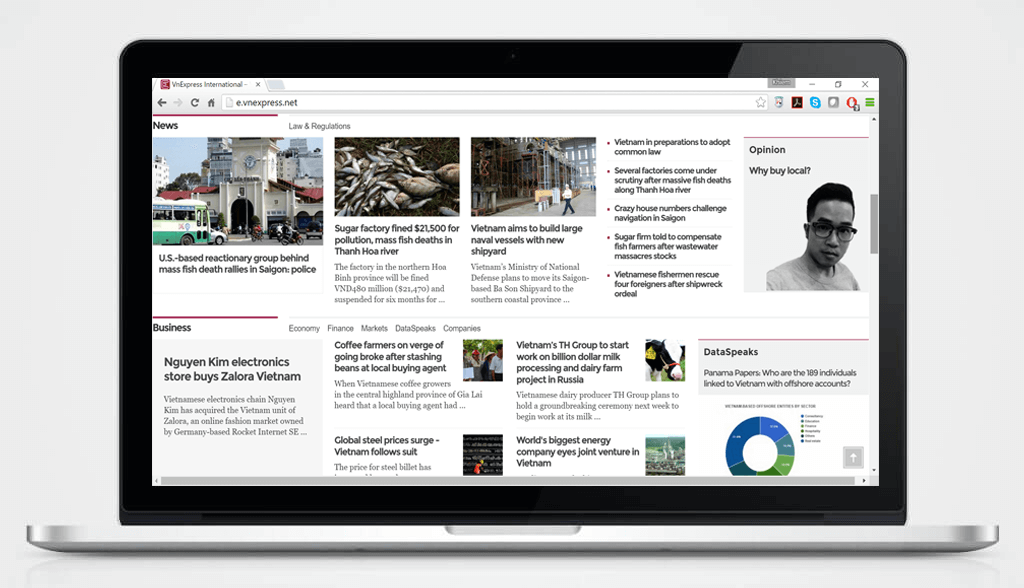 VnExpress International -
e.vnexpress.net
News
Law & Regulations
U.S.-based reactionary group behind
mass fish death rallies in Saigon: police
Sugar factory fined $21,500 for
pollution, mass fish deaths in
Thanh Hoa river
The factory in the northern Hoa
Binh province will be fined
VND480 million ($21,470) and
suspended for six months for ...
Vietnam aims to build large
naval vessels with new
shipyard
Vietnam's Ministry of National
Defense plans to move its Saigon-
based Ba Son Shipyard to the
southern coastal province ...
Vietnam in preparations to adopt
common law
Several factories come under
scrutiny after massive fish deaths
along Thanh Hoa river
Crazy house numbers challenge
navigation in Saigon
Sugar firm told to compensate
fish farmers after wastewater
massacres stocks
Vietnamese fishermen rescue
four foreigners after shipwreck
ordeal
Opinion
Why buy local?
Business
Economy Finance Markets DataSpeaks Companies
Nguyen Kim electronics
store buys Zalora Vietnam
Vietnamese electronics chain Nguyen
Kim has acquired the Vietnam unit of
Zalora, an online fashion market owned
by Germany-based Rocket Internet SE ...
Coffee farmers on verge of
going broke after stashing
beans at local buying agent
When Vietnamese coffee growers
in the central highland province of Gia Lai
heard that a local buying agent had ...
Global steel prices surge -
Vietnam follows suit
The price for steel billet has
Vietnam's TH Group to start
work on billion dollar milk
processing and dairy farm
project in Russia
Vietnamese dairy producer TH Group plans to
hold a groundbreaking ceremony next week to
begin work at its milk ...
World's biggest energy
company eyes joint venture in
Vietnam
DataSpeaks
Panama Papers: Who are the 189 individuals
linked to Vietnam with offshore accounts?
VIETNAM BASED OFFSHORE ENTITIES BY SECTOR
Consultancy
Education
Finance
Hospitality
Others
Real estate